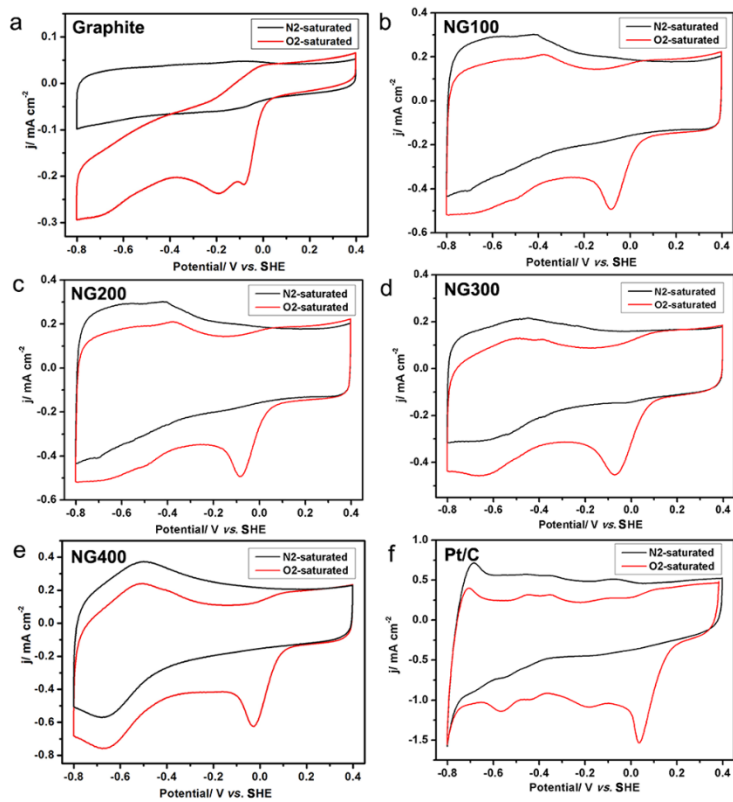 a
Graphite
N2-saturated
O2-saturated
j/ mA cm-2
0.1
0.0
-0.1
-0.2
-0.3
-0.8 -0.6 -0.4 -0.2 0.0 0.2 0.4
Potential/ V vs. SHE
b
NG100
N2-saturated
O2-saturated
j/ mA cm-2
0.4
0.2
0.0
-0.2
-0.4
-0.6
-0.8 -0.6 -0.4 -0.2 0.0 0.2 0.4
Potential/ V vs. SHE
c
NG200
N2-saturated
O2-saturated
j/ mA cm-2
0.4
0.2
0.0
-0.2
-0.4
-0.6
-0.8 -0.6 -0.4 -0.2 0.0 0.2 0.4
Potential/ V vs. SHE
d
NG300
N2-saturated
O2-saturated
j/ mA cm-2
0.4
0.2
0.0
-0.2
-0.4
-0.6
-0.8 -0.6 -0.4 -0.2 0.0 0.2 0.4
Potential/ V vs. SHE
e
NG400
N2-saturated
O2-saturated
j/ mA cm-2
0.4
0.2
0.0
-0.2
-0.4
-0.6
-0.8
-0.8 -0.6 -0.4 -0.2 0.0 0.2 0.4
Potential/ V vs. SHE
f
Pt/C
N2-saturated
O2-saturated
j/ mA cm-2
1.0
0.5
0.0
-0.5
-1.0
-1.5
-0.8 -0.6 -0.4 -0.2 0.0 0.2 0.4
Potential/ V vs. SHE